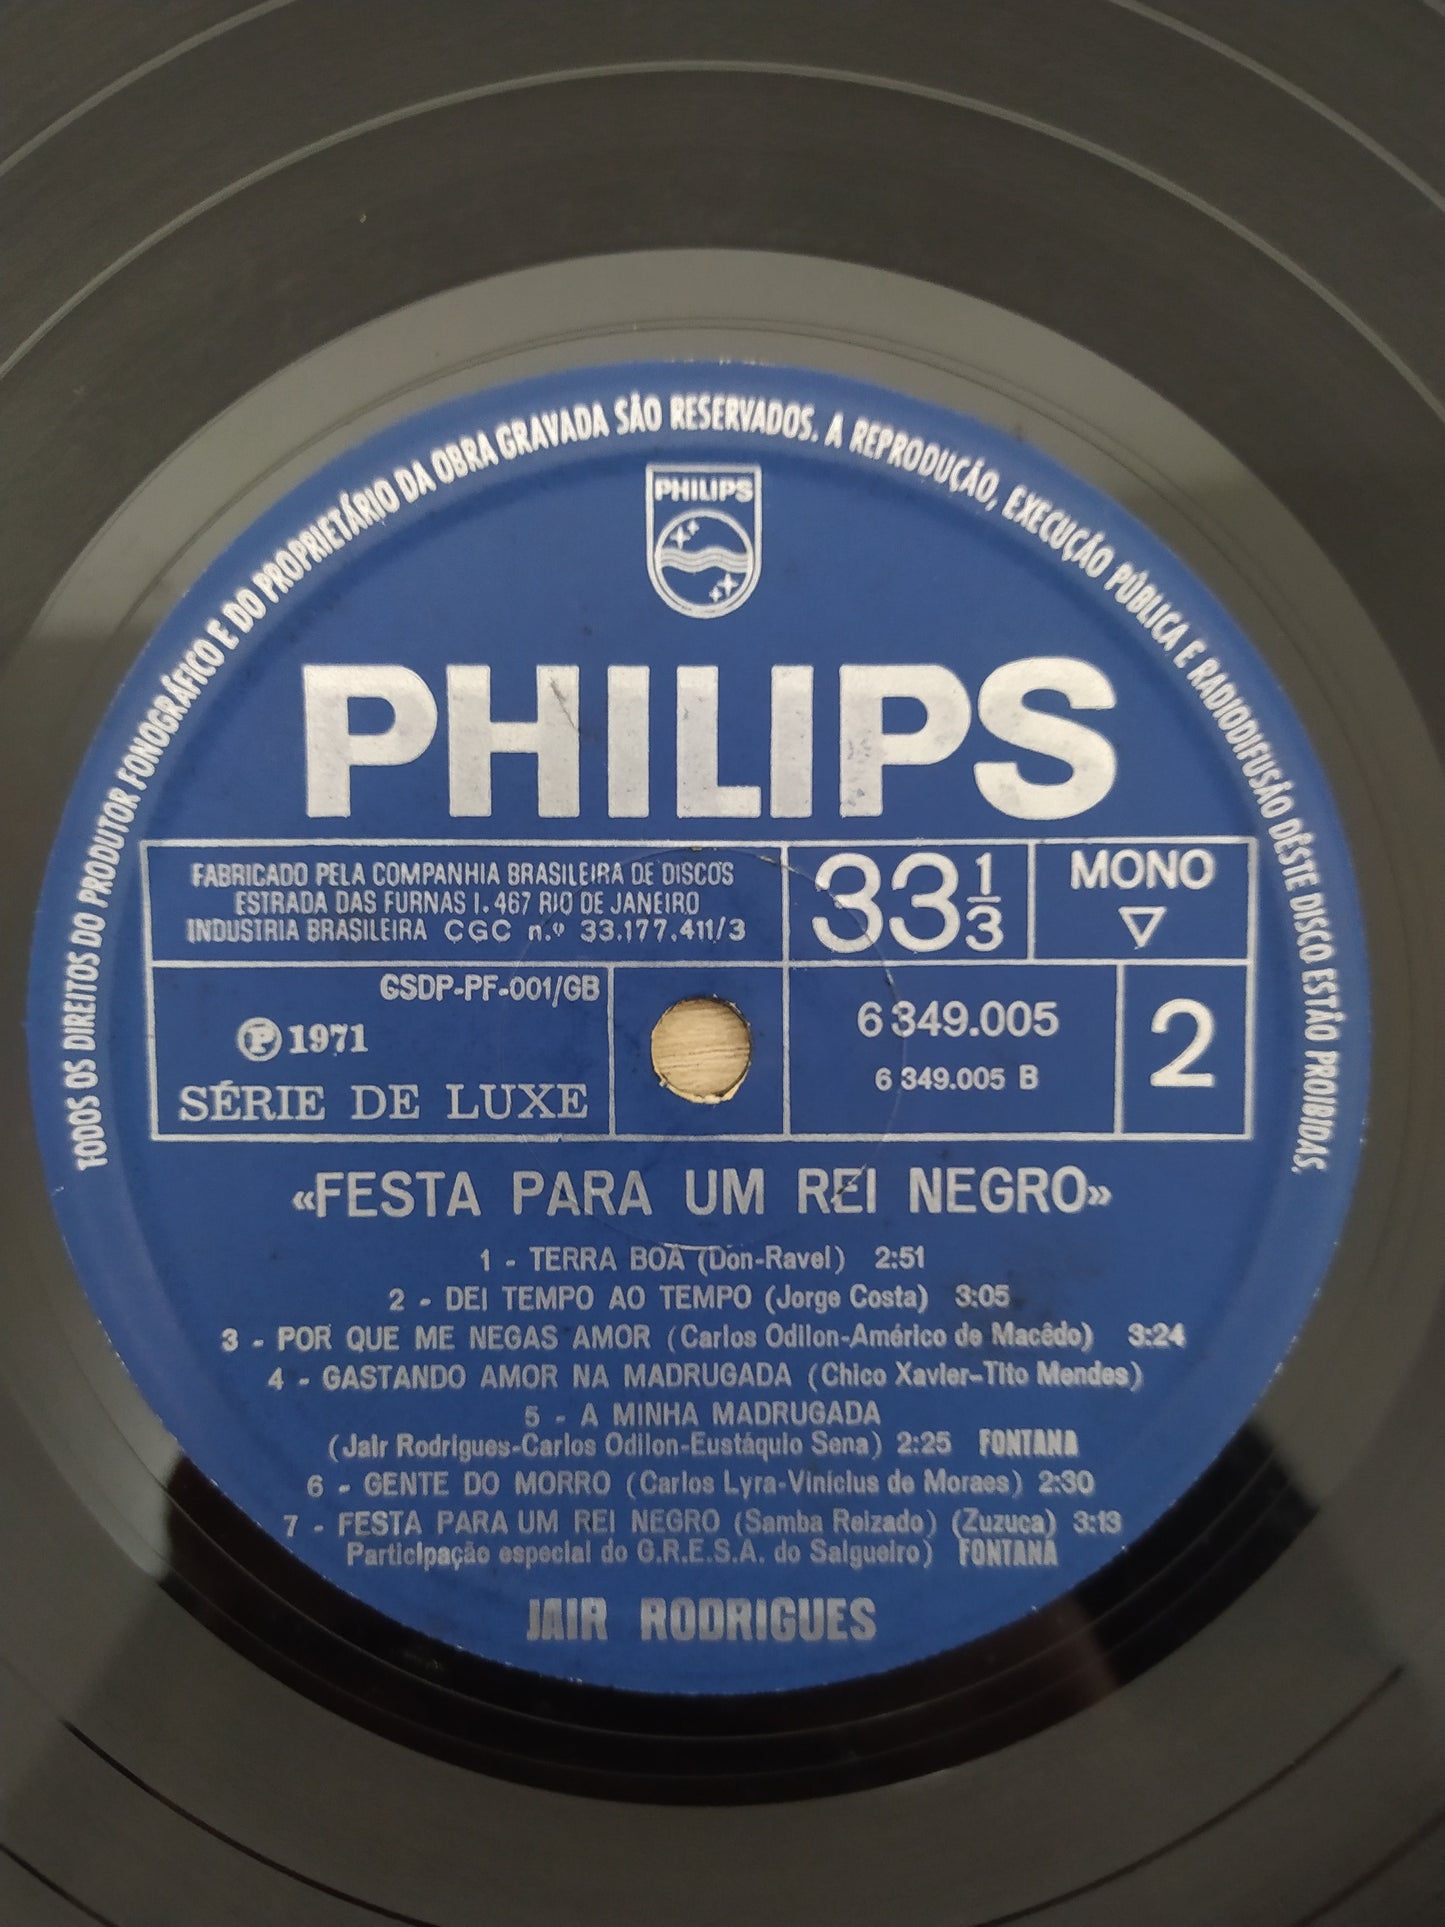 TODOS OS DIREITOS DO PRODUTOR FONOGRÁFICO E DO PROPRIETÁRIO DA OBRA GRAVADA SÃO RESERVADOS. A REPRODUÇÃO, EXECUÇÃO PÚBLICA E RADIODIFUSÃO DÊSTE DISCO ESTÃO PROIBIDAS.
PHILIPS
PHILIPS
FABRICADO PELA COMPANHIA BRASILEIRA DE DISCOS
ESTRADA DAS FURNAS 1.467 RIO DE JANEIRO
INDUSTRIA BRASILEIRA CGC n.º 33.177.411/3
33 1/3
MONO
▽
CSDP-PF-001/GB
℗ 1971
SÉRIE DE LUXE
6 349.005
6 349.005 B
2
«FESTA PARA UM REI NEGRO»
1 - TERRA BOA (Don-Ravel) 2:51
2 - DEI TEMPO AO TEMPO (Jorge Costa) 3:05
3 - POR QUE ME NEGAS AMOR (Carlos Odilon-Américo de Macêdo) 3:24
4 - GASTANDO AMOR NA MADRUGADA (Chico Xavier-Tito Mendes)
5 - A MINHA MADRUGADA
(Jair Rodrigues-Carlos Odilon-Eustáquio Sena) 2:25 FONTANA
6 - GENTE DO MORRO (Carlos Lyra-Vinícius de Moraes) 2:30
7 - FESTA PARA UM REI NEGRO (Samba Reizado) (Zuzuca) 3:13
Participação especial do G.R.E.S.A. do Salgueiro) FONTANA
JAIR RODRIGUES